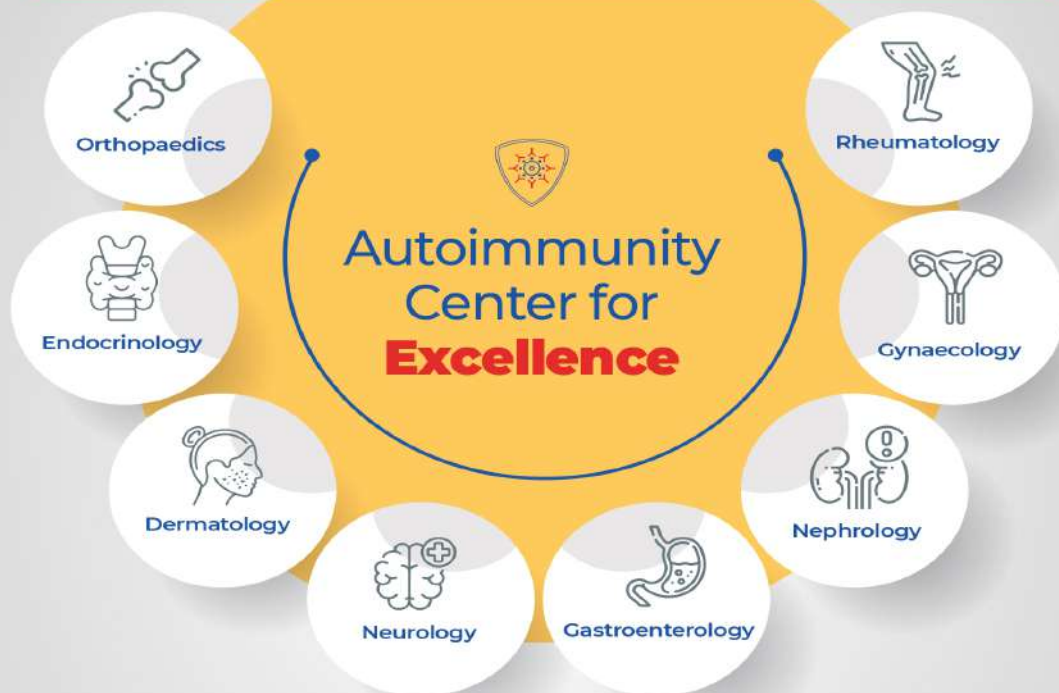 Orthopaedics
Rheumatology
Autoimmunity
Center for
Excellence
Endocrinology
Gynaecology
Dermatology
Nephrology
Neurology
Gastroenterology